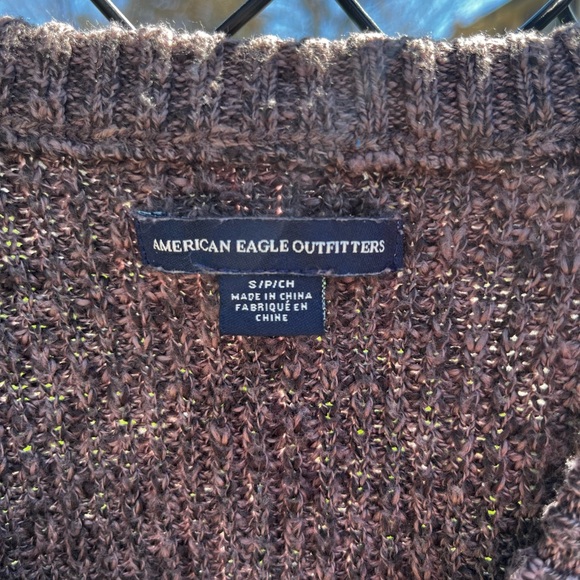 AMERICAN EAGLE OUTFITTERS
S/P/CH
MADE IN CHINA
FABRIQUÉ EN
CHINE